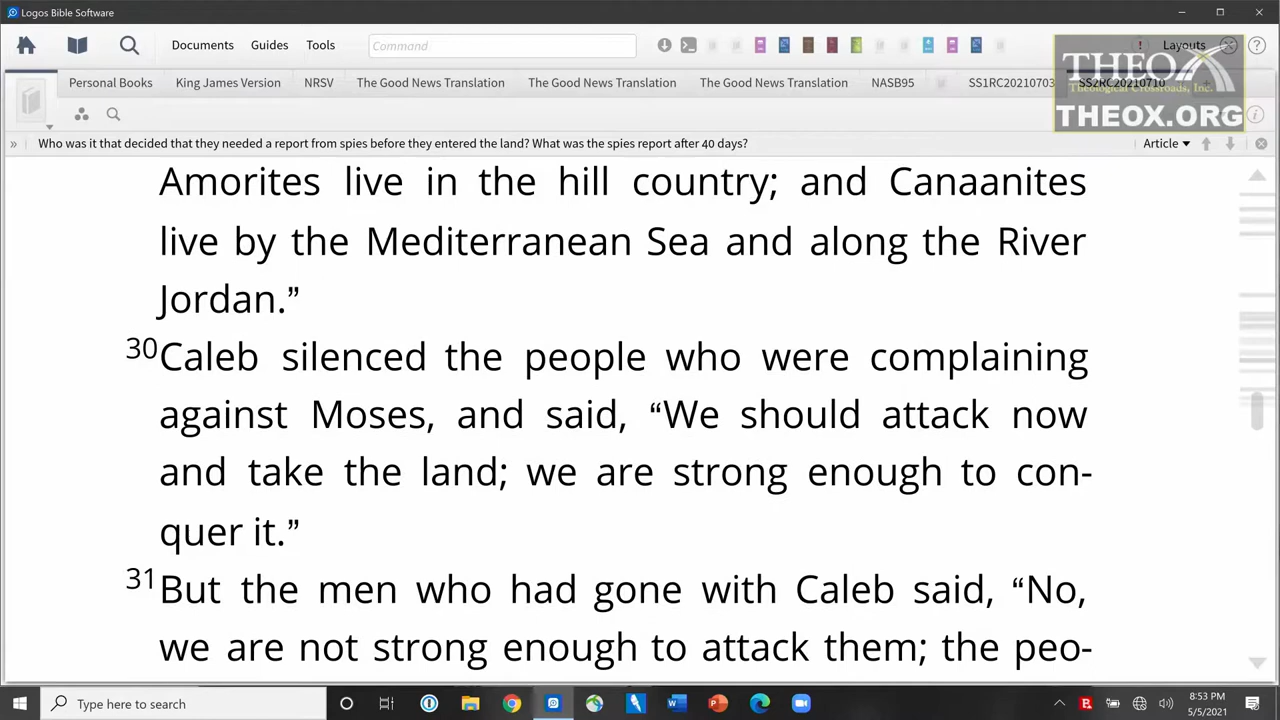 Logos Bible Software
Documents Guides Tools Command Layouts
THEOX
Theological Crossroads, Inc.
THEOX.ORG
Personal Books King James Version NRSV The Good News Translation The Good News Translation The Good News Translation NASB95 SS1RC20210703 SS2RC20210710
» Who was it that decided that they needed a report from spies before they entered the land? What was the spies report after 40 days? Article
Amorites live in the hill country; and Canaanites
live by the Mediterranean Sea and along the River
Jordan.”
30Caleb silenced the people who were complaining
against Moses, and said, “We should attack now
and take the land; we are strong enough to con-
quer it.”
31But the men who had gone with Caleb said, “No,
we are not strong enough to attack them; the peo-
Type here to search
8:53 PM
5/5/2021